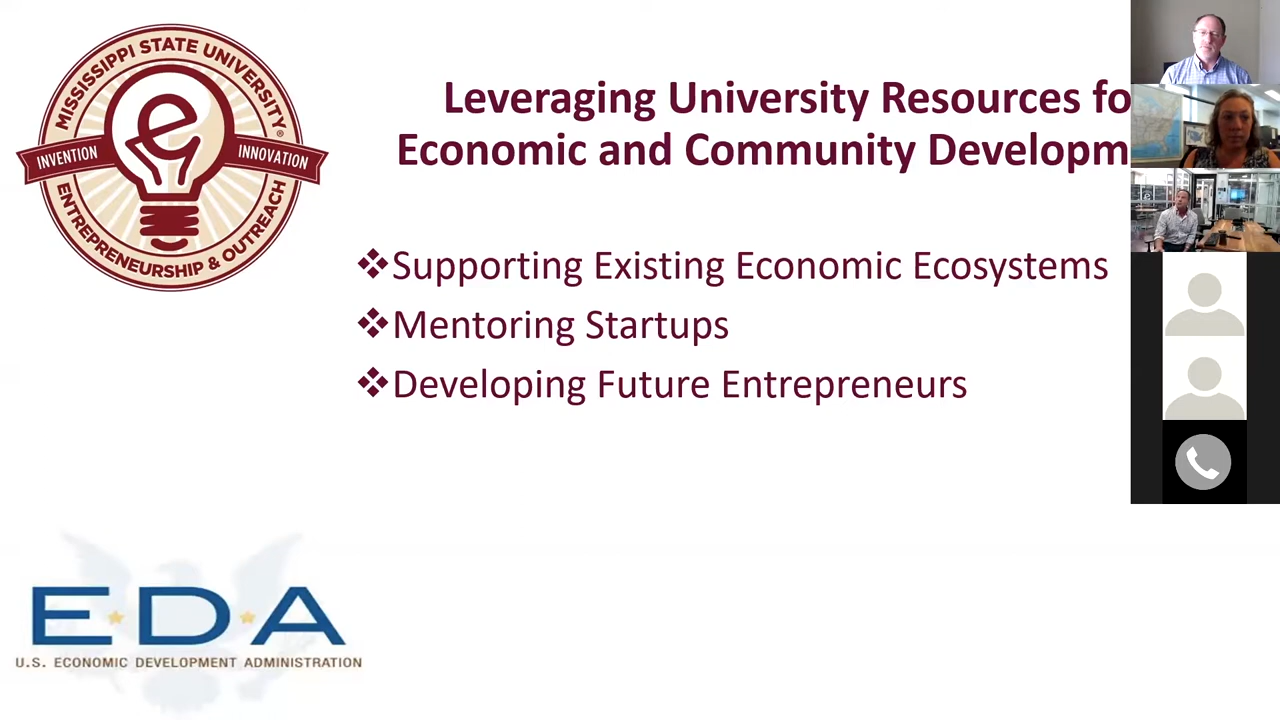 MISSISSIPPI STATE UNIVERSITY®
INVENTION
INNOVATION
ENTREPRENEURSHIP & OUTREACH
Leveraging University Resources fo
Economic and Community Developm
❖Supporting Existing Economic Ecosystems
❖Mentoring Startups
❖Developing Future Entrepreneurs
E·D·A
U.S. ECONOMIC DEVELOPMENT ADMINISTRATION